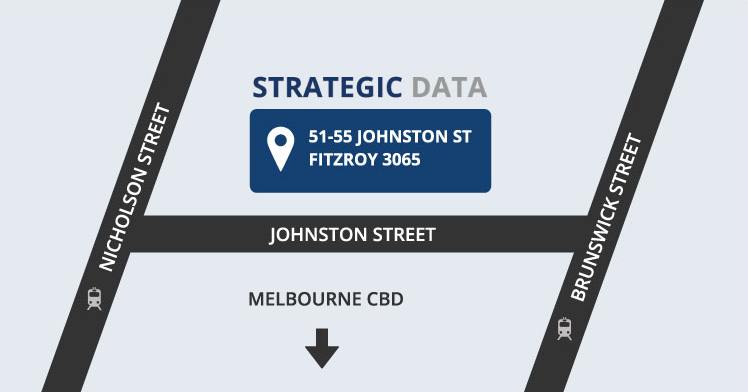 STRATEGIC DATA
51-55 JOHNSTON ST
FITZROY 3065
NICHOLSON STREET
BRUNSWICK STREET
JOHNSTON STREET
MELBOURNE CBD